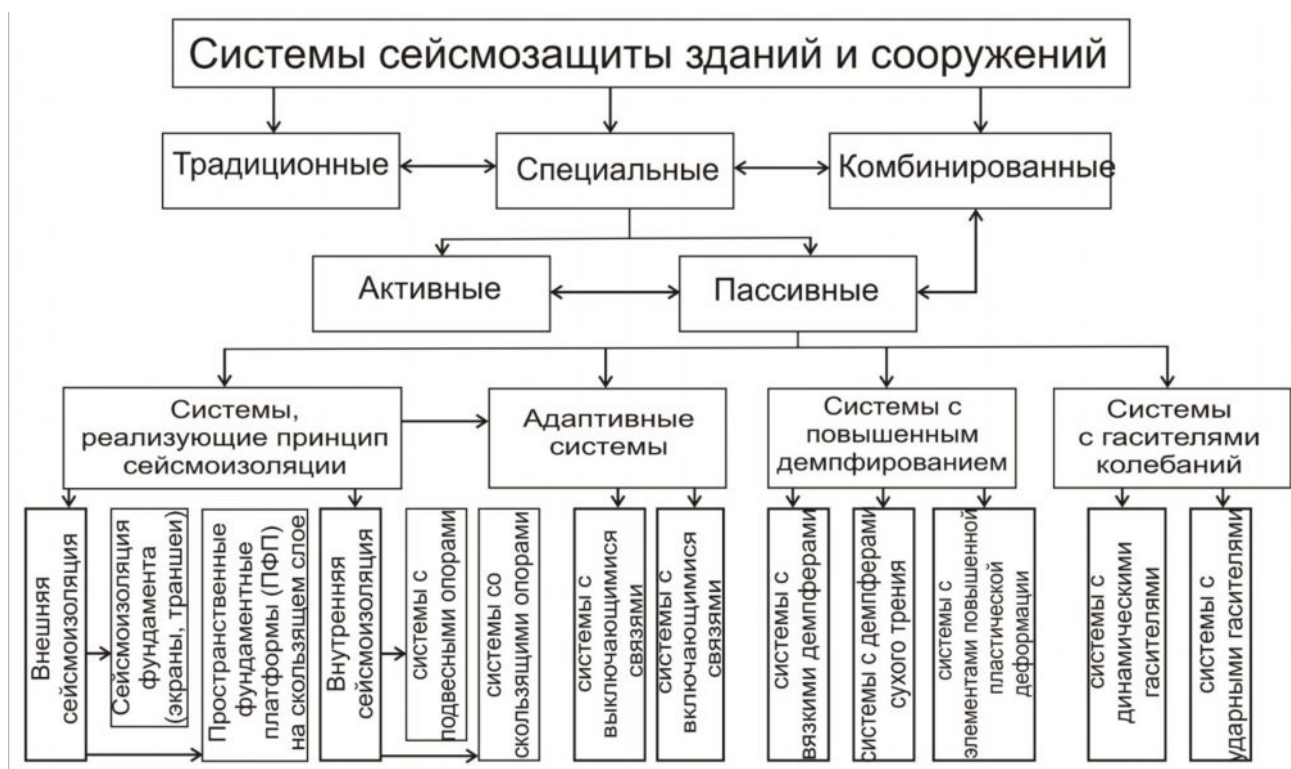 Системы сейсмозащиты зданий и сооружений
Традиционные
Специальные
Комбинированные
Активные
Пассивные
Системы,
реализующие принцип
сейсмоизоляции
Адаптивные
системы
Системы с
повышенным
демпфированием
Системы
с гасителями
колебаний
Внешняя
сейсмоизоляция
Сейсмоизоляция
фундамента
(экраны, траншеи)
Пространственные
фундаментные
платформы (ПФП)
на скользящем слое
Внутренняя
сейсмоизоляция
системы с
подвесными опорами
системы со
скользящими опорами
системы с
выключающимися
связями
системы с
включающимися
связями
системы с
вязкими демпферами
системы с демпферами
сухого трения
системы с
элементами повышенной
пластической
деформации
системы с
динамическими
гасителями
системы с
ударными гасителями